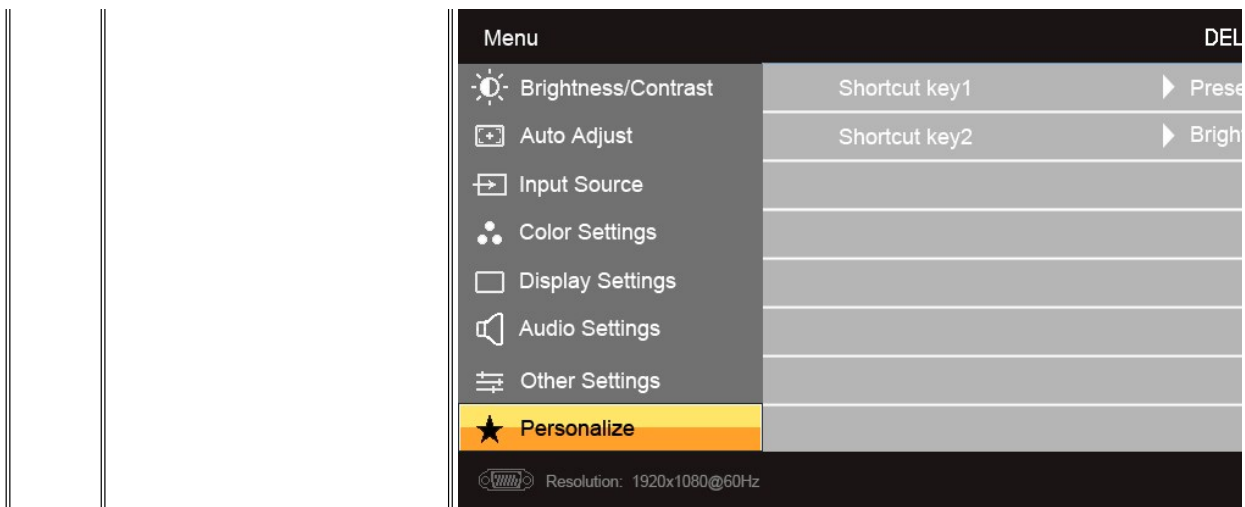 Menu
DEL
Brightness/Contrast
Shortcut key1
Prese
Auto Adjust
Shortcut key2
Brigh
Input Source
Color Settings
Display Settings
Audio Settings
Other Settings
Personalize
Resolution: 1920x1080@60Hz